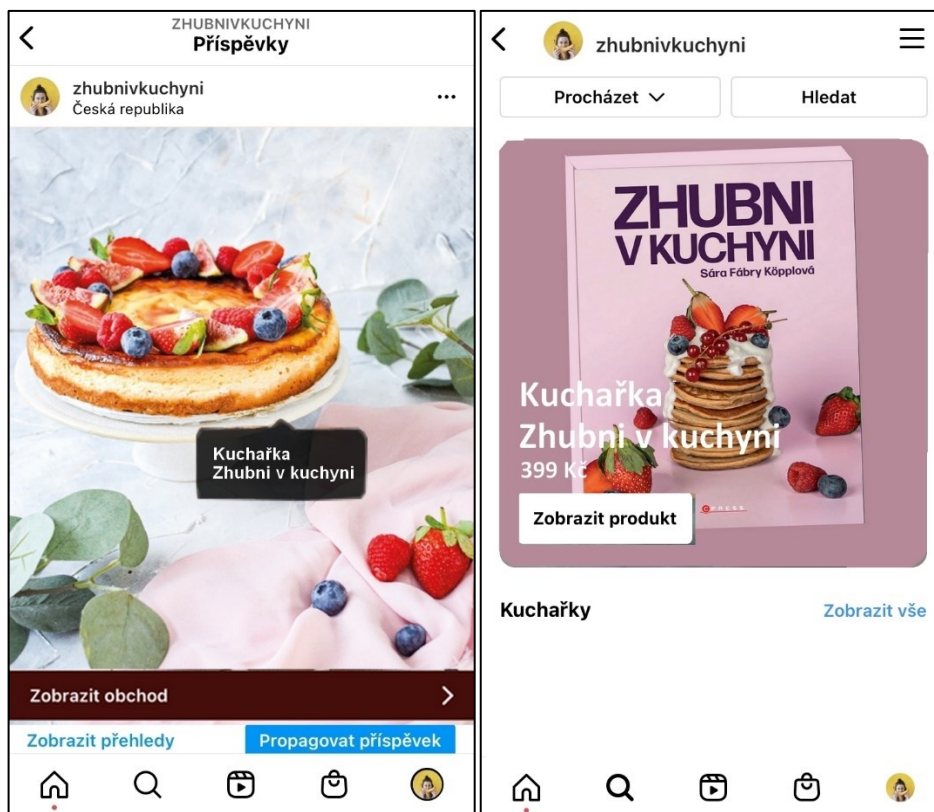 ZHUBNIVKUCHYNI
Příspěvky
zhubnivkuchyni
Česká republika
Kuchařka
Zhubni v kuchyni
Zobrazit obchod
Zobrazit přehledy
Propagovat příspěvek
zhubnivkuchyni
Procházet
Hledat
ZHUBNI
V KUCHYNI
Sára Fábry Köpplová
Kuchařka
Zhubni v kuchyni
399 Kč
Zobrazit produkt
CPRESS
Kuchařky
Zobrazit vše